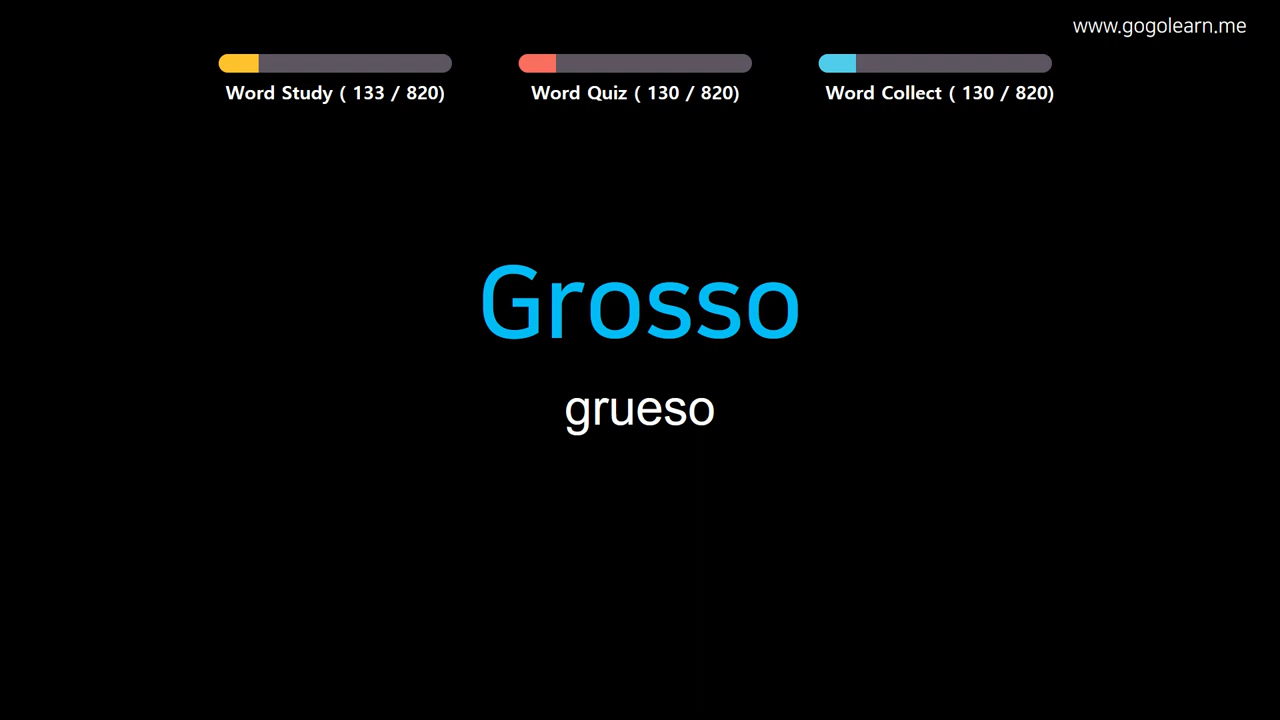 www.gogolearn.me
Word Study ( 133 / 820)
Word Quiz ( 130 / 820)
Word Collect ( 130 / 820)
Grosso
grueso